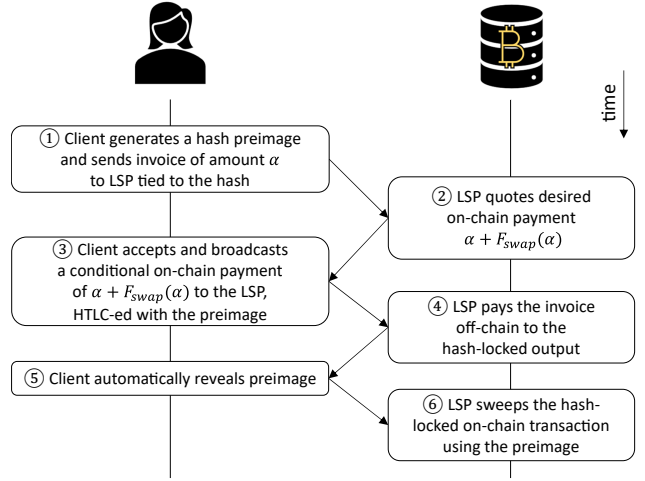 time
① Client generates a hash preimage
and sends invoice of amount α
to LSP tied to the hash
② LSP quotes desired
on-chain payment
α + F_swap(α)
③ Client accepts and broadcasts
a conditional on-chain payment
of α + F_swap(α) to the LSP,
HTLC-ed with the preimage
④ LSP pays the invoice
off-chain to the
hash-locked output
⑤ Client automatically reveals preimage
⑥ LSP sweeps the hash-
locked on-chain transaction
using the preimage